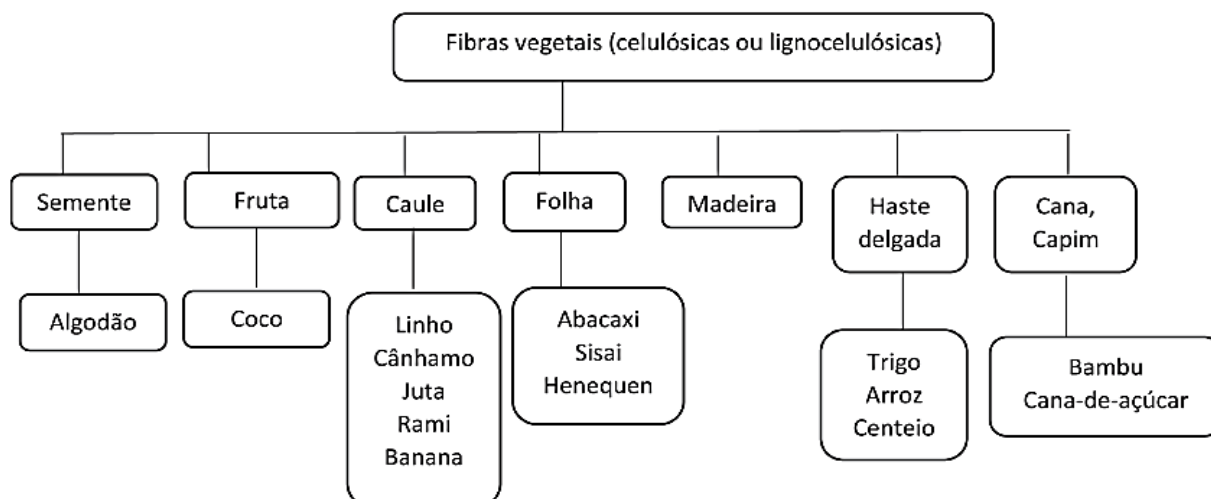 Fibras vegetais (celulósicas ou lignocelulósicas)
Semente
Fruta
Caule
Folha
Madeira
Haste
delgada
Cana,
Capim
Algodão
Coco
Linho
Cânhamo
Juta
Rami
Banana
Abacaxi
Sisai
Henequen
Trigo
Arroz
Centeio
Bambu
Cana-de-açúcar